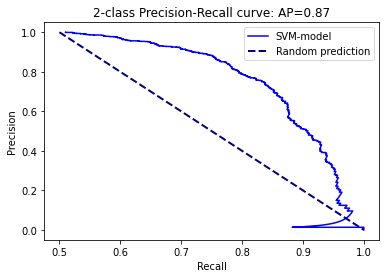 2-class Precision-Recall curve: AP=0.87
SVM-model
Random prediction
Precision
1.0
0.8
0.6
0.4
0.2
0.0
0.5 0.6 0.7 0.8 0.9 1.0
Recall